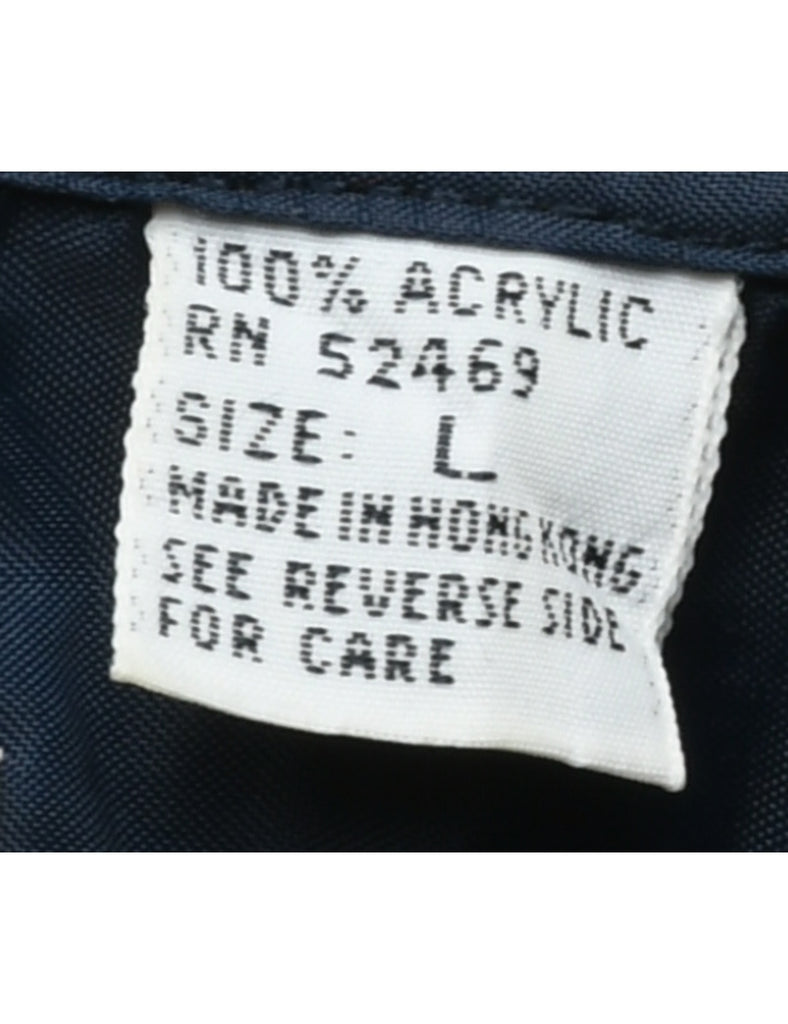 100% ACRYLIC
RN 52469
SIZE: L
MADE IN HONG KONG
SEE REVERSE SIDE
FOR CARE